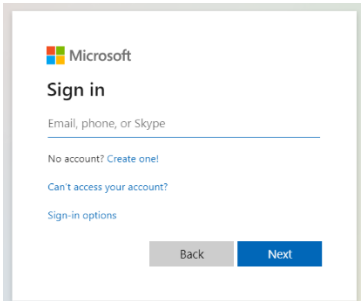 Microsoft
Sign in
Email, phone, or Skype
No account? Create one!
Can't access your account?
Sign-in options
Back Next